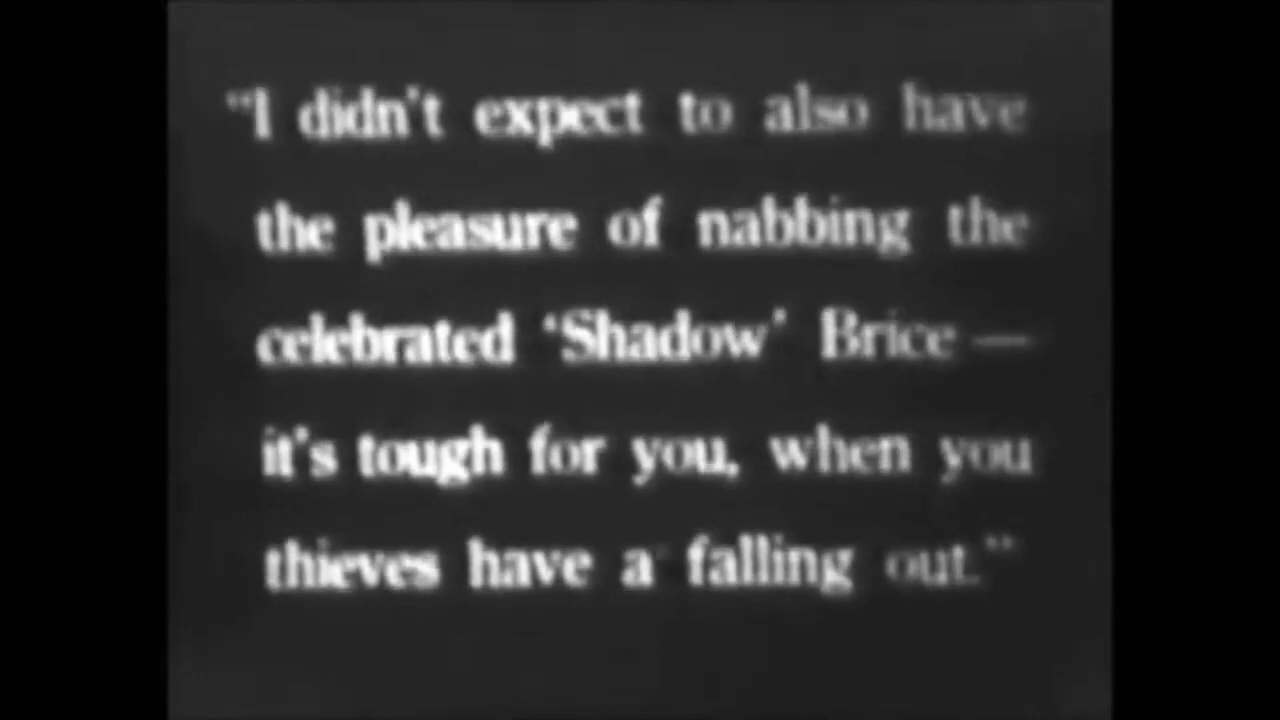 "I didn't expect to also have
the pleasure of nabbing the
celebrated 'Shadow' Brice —
it's tough for you, when you
thieves have a falling out."